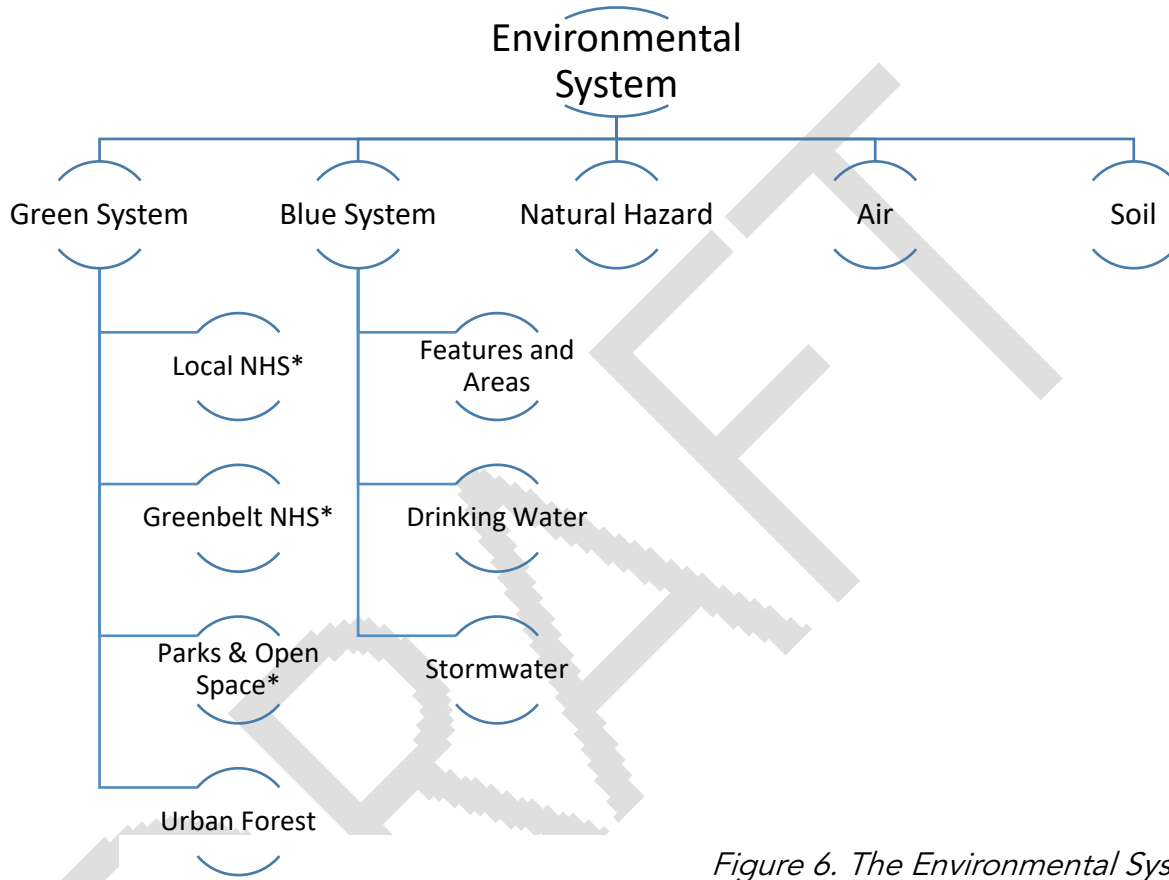 Environmental
System
Green System
Blue System
Natural Hazard
Air
Soil
Local NHS*
Features and
Areas
Greenbelt NHS*
Drinking Water
Parks & Open
Space*
Stormwater
Urban Forest
Figure 6. The Environmental Sys
RAFT